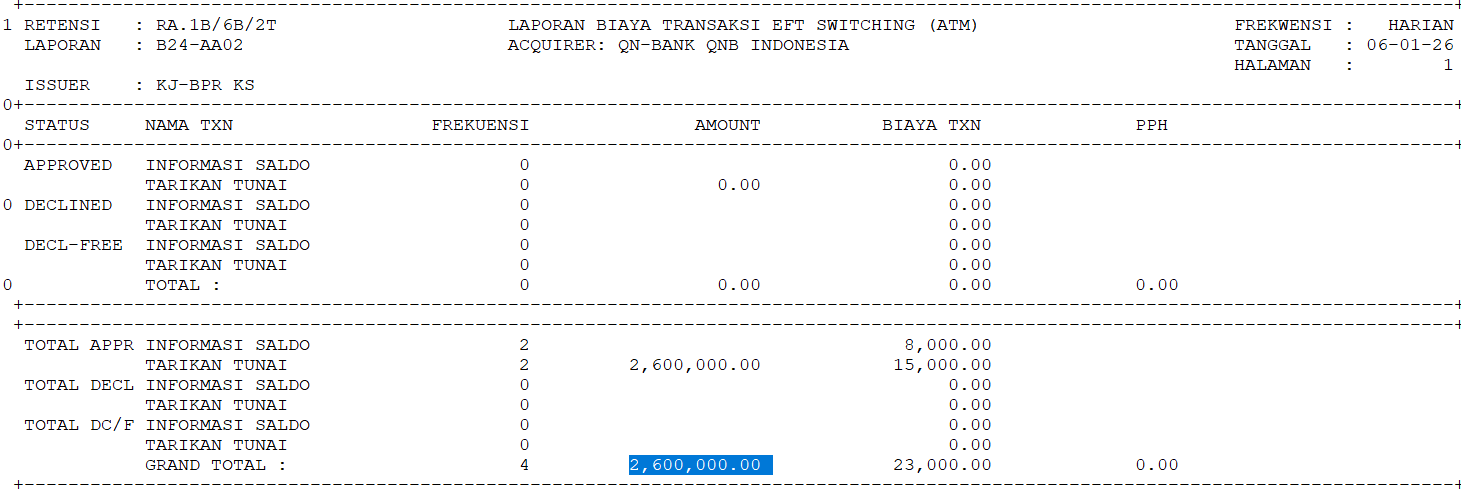 +-----------------------------------------------------------------------------------------------------------------------------------+
1 RETENSI : RA.1B/6B/2T LAPORAN BIAYA TRANSAKSI EFT SWITCHING (ATM) FREKWENSI : HARIAN
LAPORAN : B24-AA02 ACQUIRER: QN-BANK QNB INDONESIA TANGGAL : 06-01-26
HALAMAN : 1
ISSUER : KJ-BPR KS
0+-----------------------------------------------------------------------------------------------------------------------------------+
STATUS NAMA TXN FREKUENSI AMOUNT BIAYA TXN PPH
0+-----------------------------------------------------------------------------------------------------------------------------------+
APPROVED INFORMASI SALDO 0 0.00
TARIKAN TUNAI 0 0.00 0.00
0 DECLINED INFORMASI SALDO 0 0.00
TARIKAN TUNAI 0 0.00
DECL-FREE INFORMASI SALDO 0 0.00
TARIKAN TUNAI 0 0.00
0 TOTAL : 0 0.00 0.00 0.00
+-----------------------------------------------------------------------------------------------------------------------------------+
+-----------------------------------------------------------------------------------------------------------------------------------+
TOTAL APPR INFORMASI SALDO 2 8,000.00
TARIKAN TUNAI 2 2,600,000.00 15,000.00
TOTAL DECL INFORMASI SALDO 0 0.00
TARIKAN TUNAI 0 0.00
TOTAL DC/F INFORMASI SALDO 0 0.00
TARIKAN TUNAI 0 0.00
GRAND TOTAL : 4 2,600,000.00 23,000.00 0.00
+-----------------------------------------------------------------------------------------------------------------------------------+